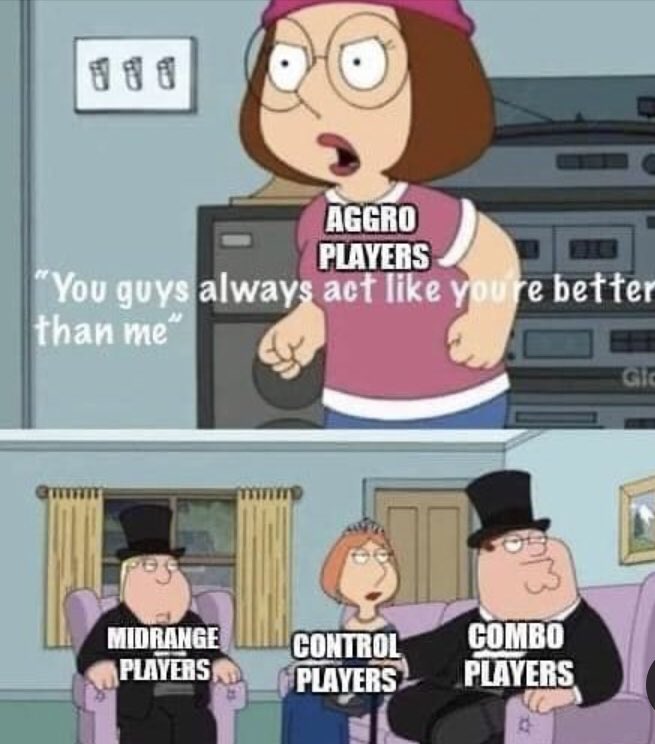 AGGRO
PLAYERS
"You guys always act like you're better
than me"
MIDRANGE
PLAYERS
CONTROL
PLAYERS
COMBO
PLAYERS